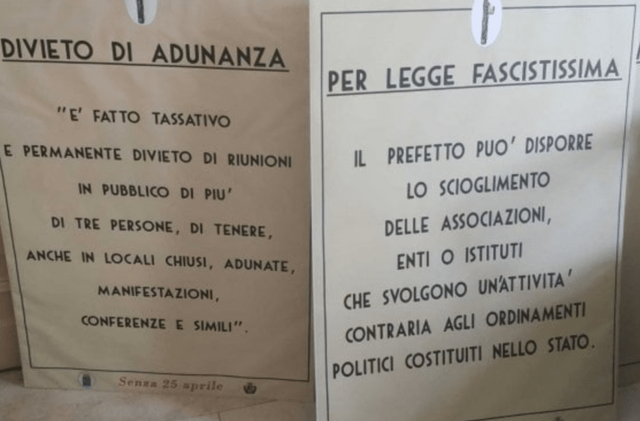 DIVIETO DI ADUNANZA
"E' FATTO TASSATIVO
E PERMANENTE DIVIETO DI RIUNIONI
IN PUBBLICO DI PIU'
DI TRE PERSONE, DI TENERE,
ANCHE IN LOCALI CHIUSI, ADUNATE,
MANIFESTAZIONI,
CONFERENZE E SIMILI".
Senza 25 aprile
PER LEGGE FASCISTISSIMA
IL PREFETTO PUO' DISPORRE
LO SCIOGLIMENTO
DELLE ASSOCIAZIONI,
ENTI O ISTITUTI
CHE SVOLGONO UN'ATTIVITA'
CONTRARIA AGLI ORDINAMENTI
POLITICI COSTITUITI NELLO STATO.